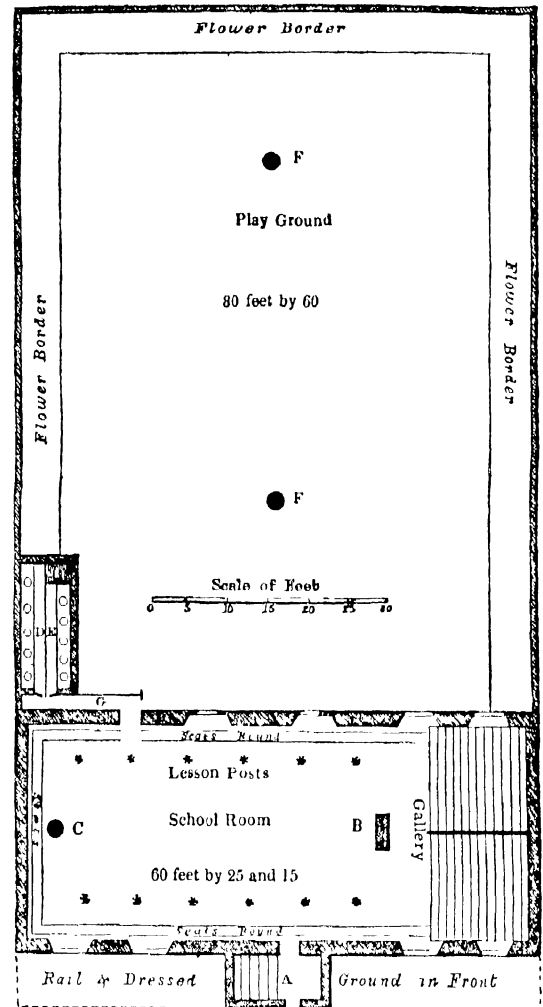 Flower Border
F
Play Ground
80 feet by 60
Flower Border
Flower Border
F
Scale of Feet
0 5 10 15 20 25 30
D E
G
Seats Round
Lesson Posts
C
School Room
B
Gallery
60 feet by 25 and 15
Seats Round
Rail & Dressed
A
Ground in Front